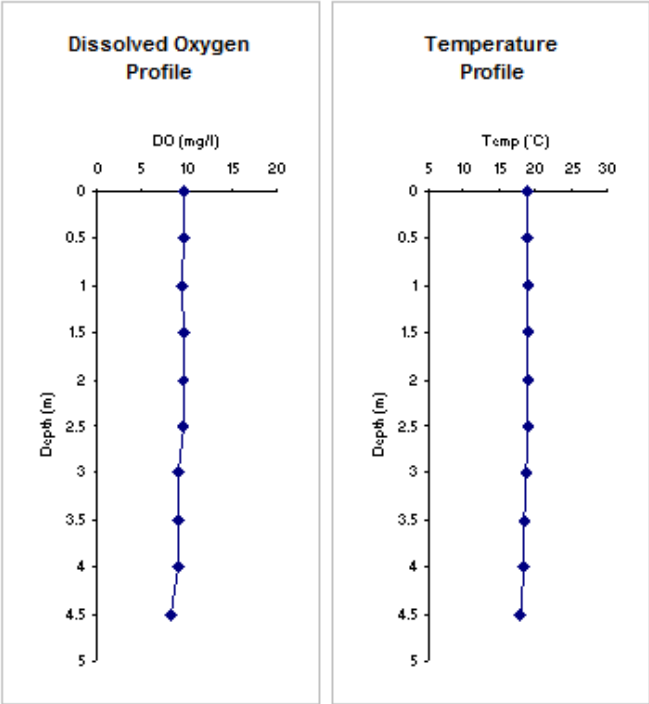 Dissolved Oxygen
Profile
DO (mg/l)
0 5 10 15 20
0
0.5
1
1.5
2
2.5
3
3.5
4
4.5
5
Depth (m)
Temperature
Profile
Temp (°C)
5 10 15 20 25 30
0
0.5
1
1.5
2
2.5
3
3.5
4
4.5
5
Depth (m)